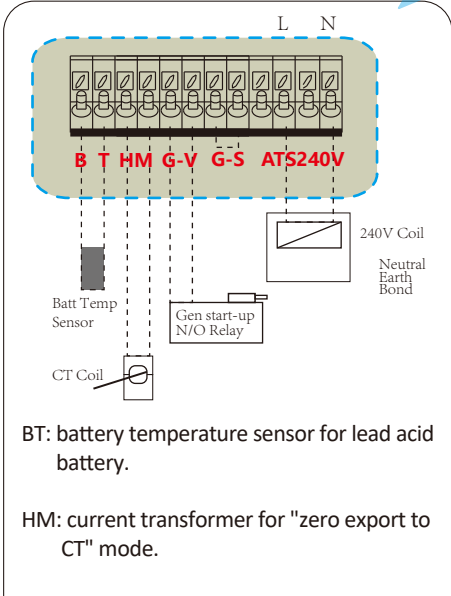 L N
B T HM G-V G-S ATS240V
240V Coil
Neutral
Earth
Bond
Batt Temp
Sensor
Gen start-up
N/O Relay
CT Coil
BT: battery temperature sensor for lead acid
battery.
HM: current transformer for "zero export to
CT" mode.